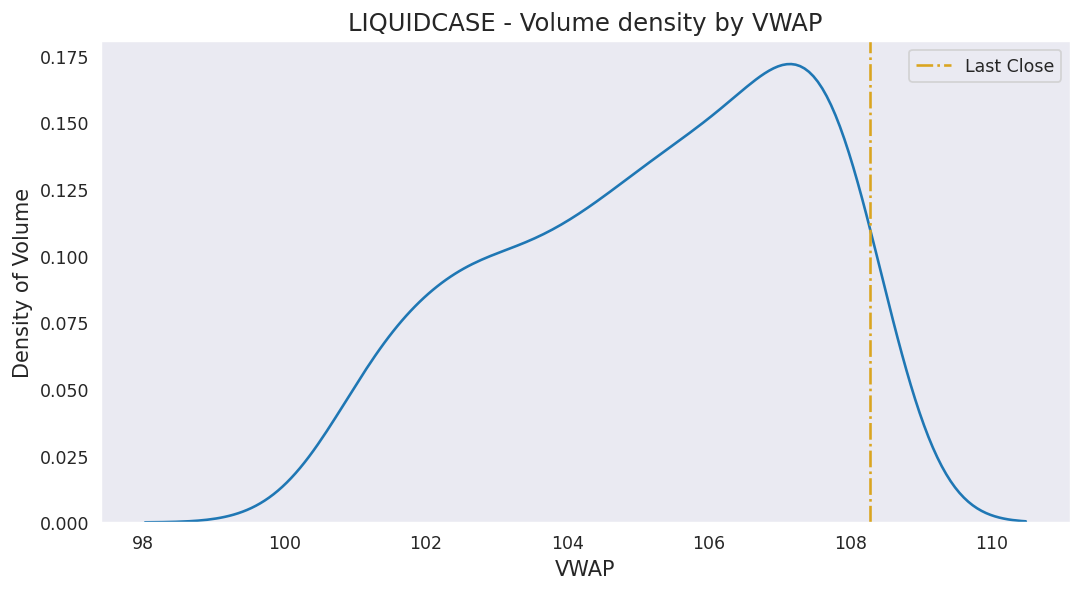 LIQUIDCASE - Volume density by VWAP
Last Close
Density of Volume
0.175
0.150
0.125
0.100
0.075
0.050
0.025
0.000
98 100 102 104 106 108 110
VWAP